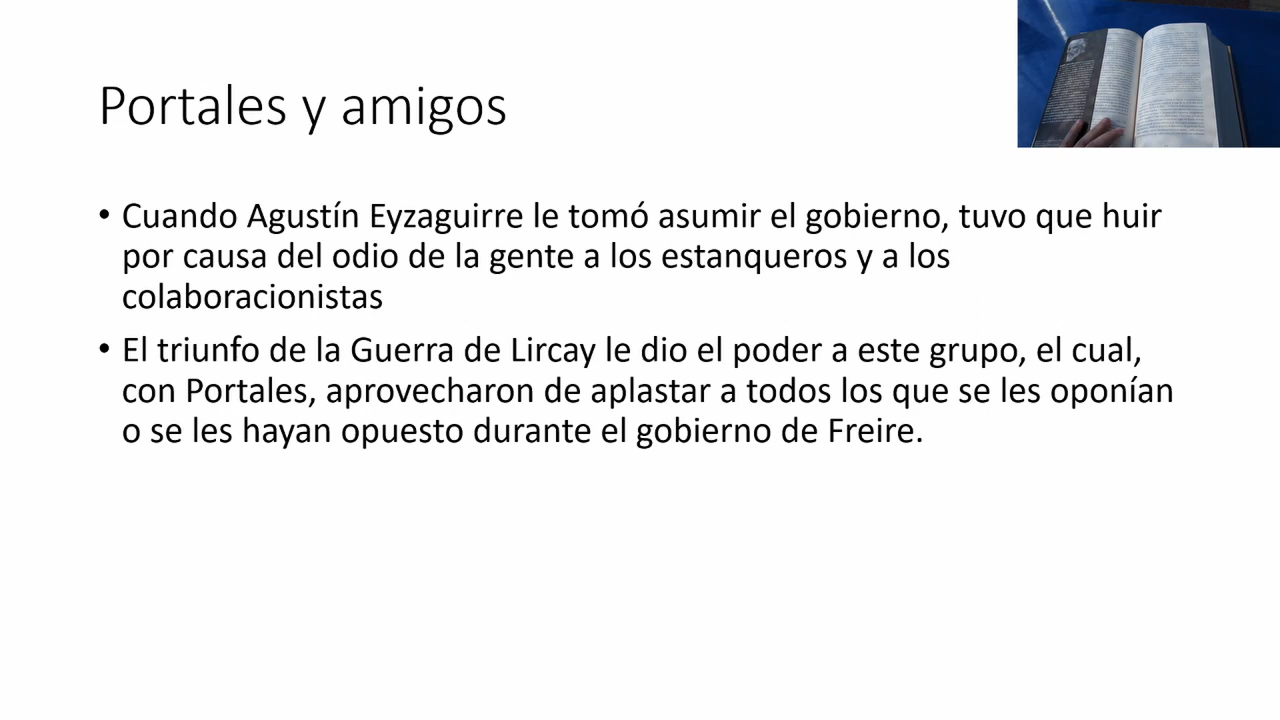 Portales y amigos
• Cuando Agustín Eyzaguirre le tomó asumir el gobierno, tuvo que huir
por causa del odio de la gente a los estanqueros y a los
colaboracionistas
• El triunfo de la Guerra de Lircay le dio el poder a este grupo, el cual,
con Portales, aprovecharon de aplastar a todos los que se les oponían
o se les hayan opuesto durante el gobierno de Freire.